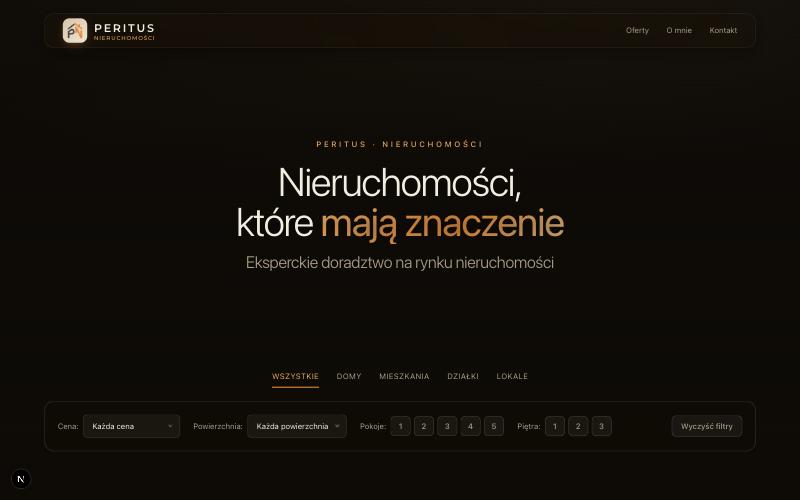 PERITUS
NIERUCHOMOŚCI
Oferty O mnie Kontakt
PERITUS · NIERUCHOMOŚCI
Nieruchomości,
które mają znaczenie
Eksperckie doradztwo na rynku nieruchomości
WSZYSTKIE DOMY MIESZKANIA DZIAŁKI LOKALE
Cena: Każda cena Powierzchnia: Każda powierzchnia Pokoje: 1 2 3 4 5 Piętra: 1 2 3 Wyczyść filtry
N